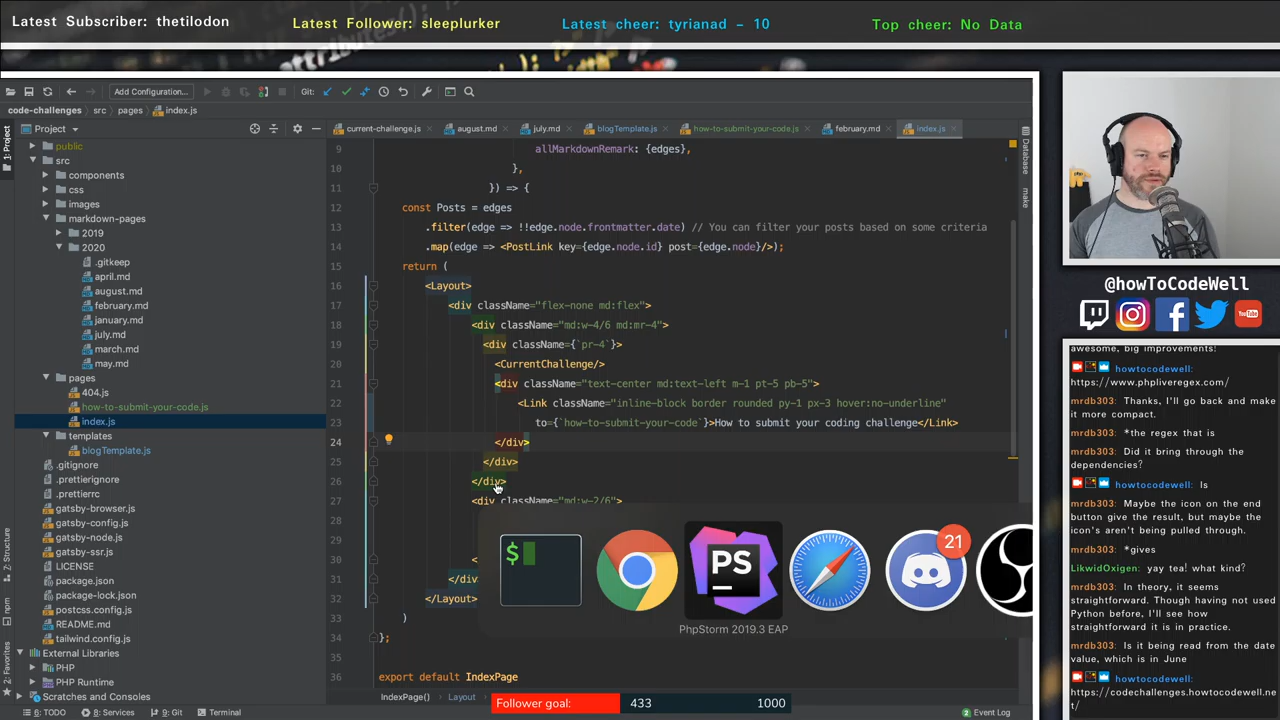 Latest Subscriber: thetilodon
Latest Follower: sleeplurker
Latest cheer: tyrianad - 10
Top cheer: No Data
Add Configuration...
Git:
code-challenges
src
pages
index.js
Project
current-challenge.js
august.md
july.md
blogTemplate.js
how-to-submit-your-code.js
february.md
index.js
1: Project
7: Structure
npm
2: Favorites
Database
make
public
src
components
css
images
markdown-pages
2019
2020
.gitkeep
april.md
august.md
february.md
january.md
july.md
march.md
may.md
pages
404.js
how-to-submit-your-code.js
index.js
templates
blogTemplate.js
.gitignore
.prettierignore
.prettierrc
gatsby-browser.js
gatsby-config.js
gatsby-node.js
gatsby-ssr.js
LICENSE
package.json
package-lock.json
postcss.config.js
README.md
tailwind.config.js
External Libraries
PHP
PHP Runtime
Scratches and Consoles
9 allMarkdownRemark: {edges},
10 },
11 }) => {
12 const Posts = edges
13 .filter(edge => !!edge.node.frontmatter.date) // You can filter your posts based on some criteria
14 .map(edge => <PostLink key={edge.node.id} post={edge.node}/>);
15 return (
16 <Layout>
17 <div className="flex-none md:flex">
18 <div className="md:w-4/6 md:mr-4">
19 <div className={`pr-4`}>
20 <CurrentChallenge/>
21 <div className="text-center md:text-left m-1 pt-5 pb-5">
22 <Link className="inline-block border rounded py-1 px-3 hover:no-underline"
23 to={`how-to-submit-your-code`}>How to submit your coding challenge</Link>
24 </div>
25 </div>
26 </div>
27 <div className="md:w-2/6">
28
29
30 <
31 </div>
32 </Layout>
33 )
34 };
35
36 export default IndexPage
$
PS
21
PhpStorm 2019.3 EAP
IndexPage()
Layout
6: TODO
8: Services
9: Git
Terminal
Event Log
Follower goal:
433
1000
@howToCodeWell
You Tube
awesome, big improvements!
howtocodewell:
https://www.phpliveregex.com/
mrdb303: Thanks, I'll go back and make
it more compact.
mrdb303: *the regex that is
mrdb303: Did it bring through the
dependencies?
howtocodewell: Is
mrdb303: Maybe the icon on the end
button give the result, but maybe the
icon's aren't being pulled through.
mrdb303: *gives
LikwidOxigen: yay tea! what kind?
mrdb303: In theory, it seems
straightforward. Though having not used
Python before, I'll see how
straightforward it is in practice.
mrdb303: Is it being read from the date
value, which is in June
howtocodewell:
https://codechallenges.howtocodewell.ne
t/